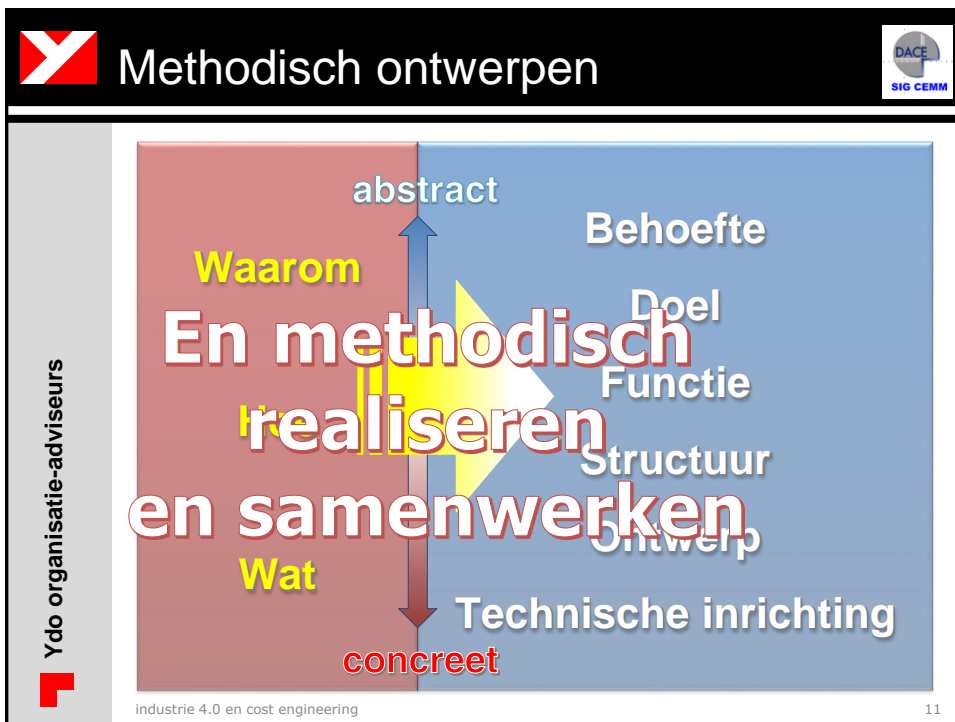 Methodisch ontwerpen
DACE
SIG CEMM
Ydo organisatie-adviseurs
abstract
Waarom
Wat
concreet
Behoefte
Doel
Functie
Structuur
Ontwerp
Technische inrichting
En methodisch
realiseren
en samenwerken
industrie 4.0 en cost engineering
11